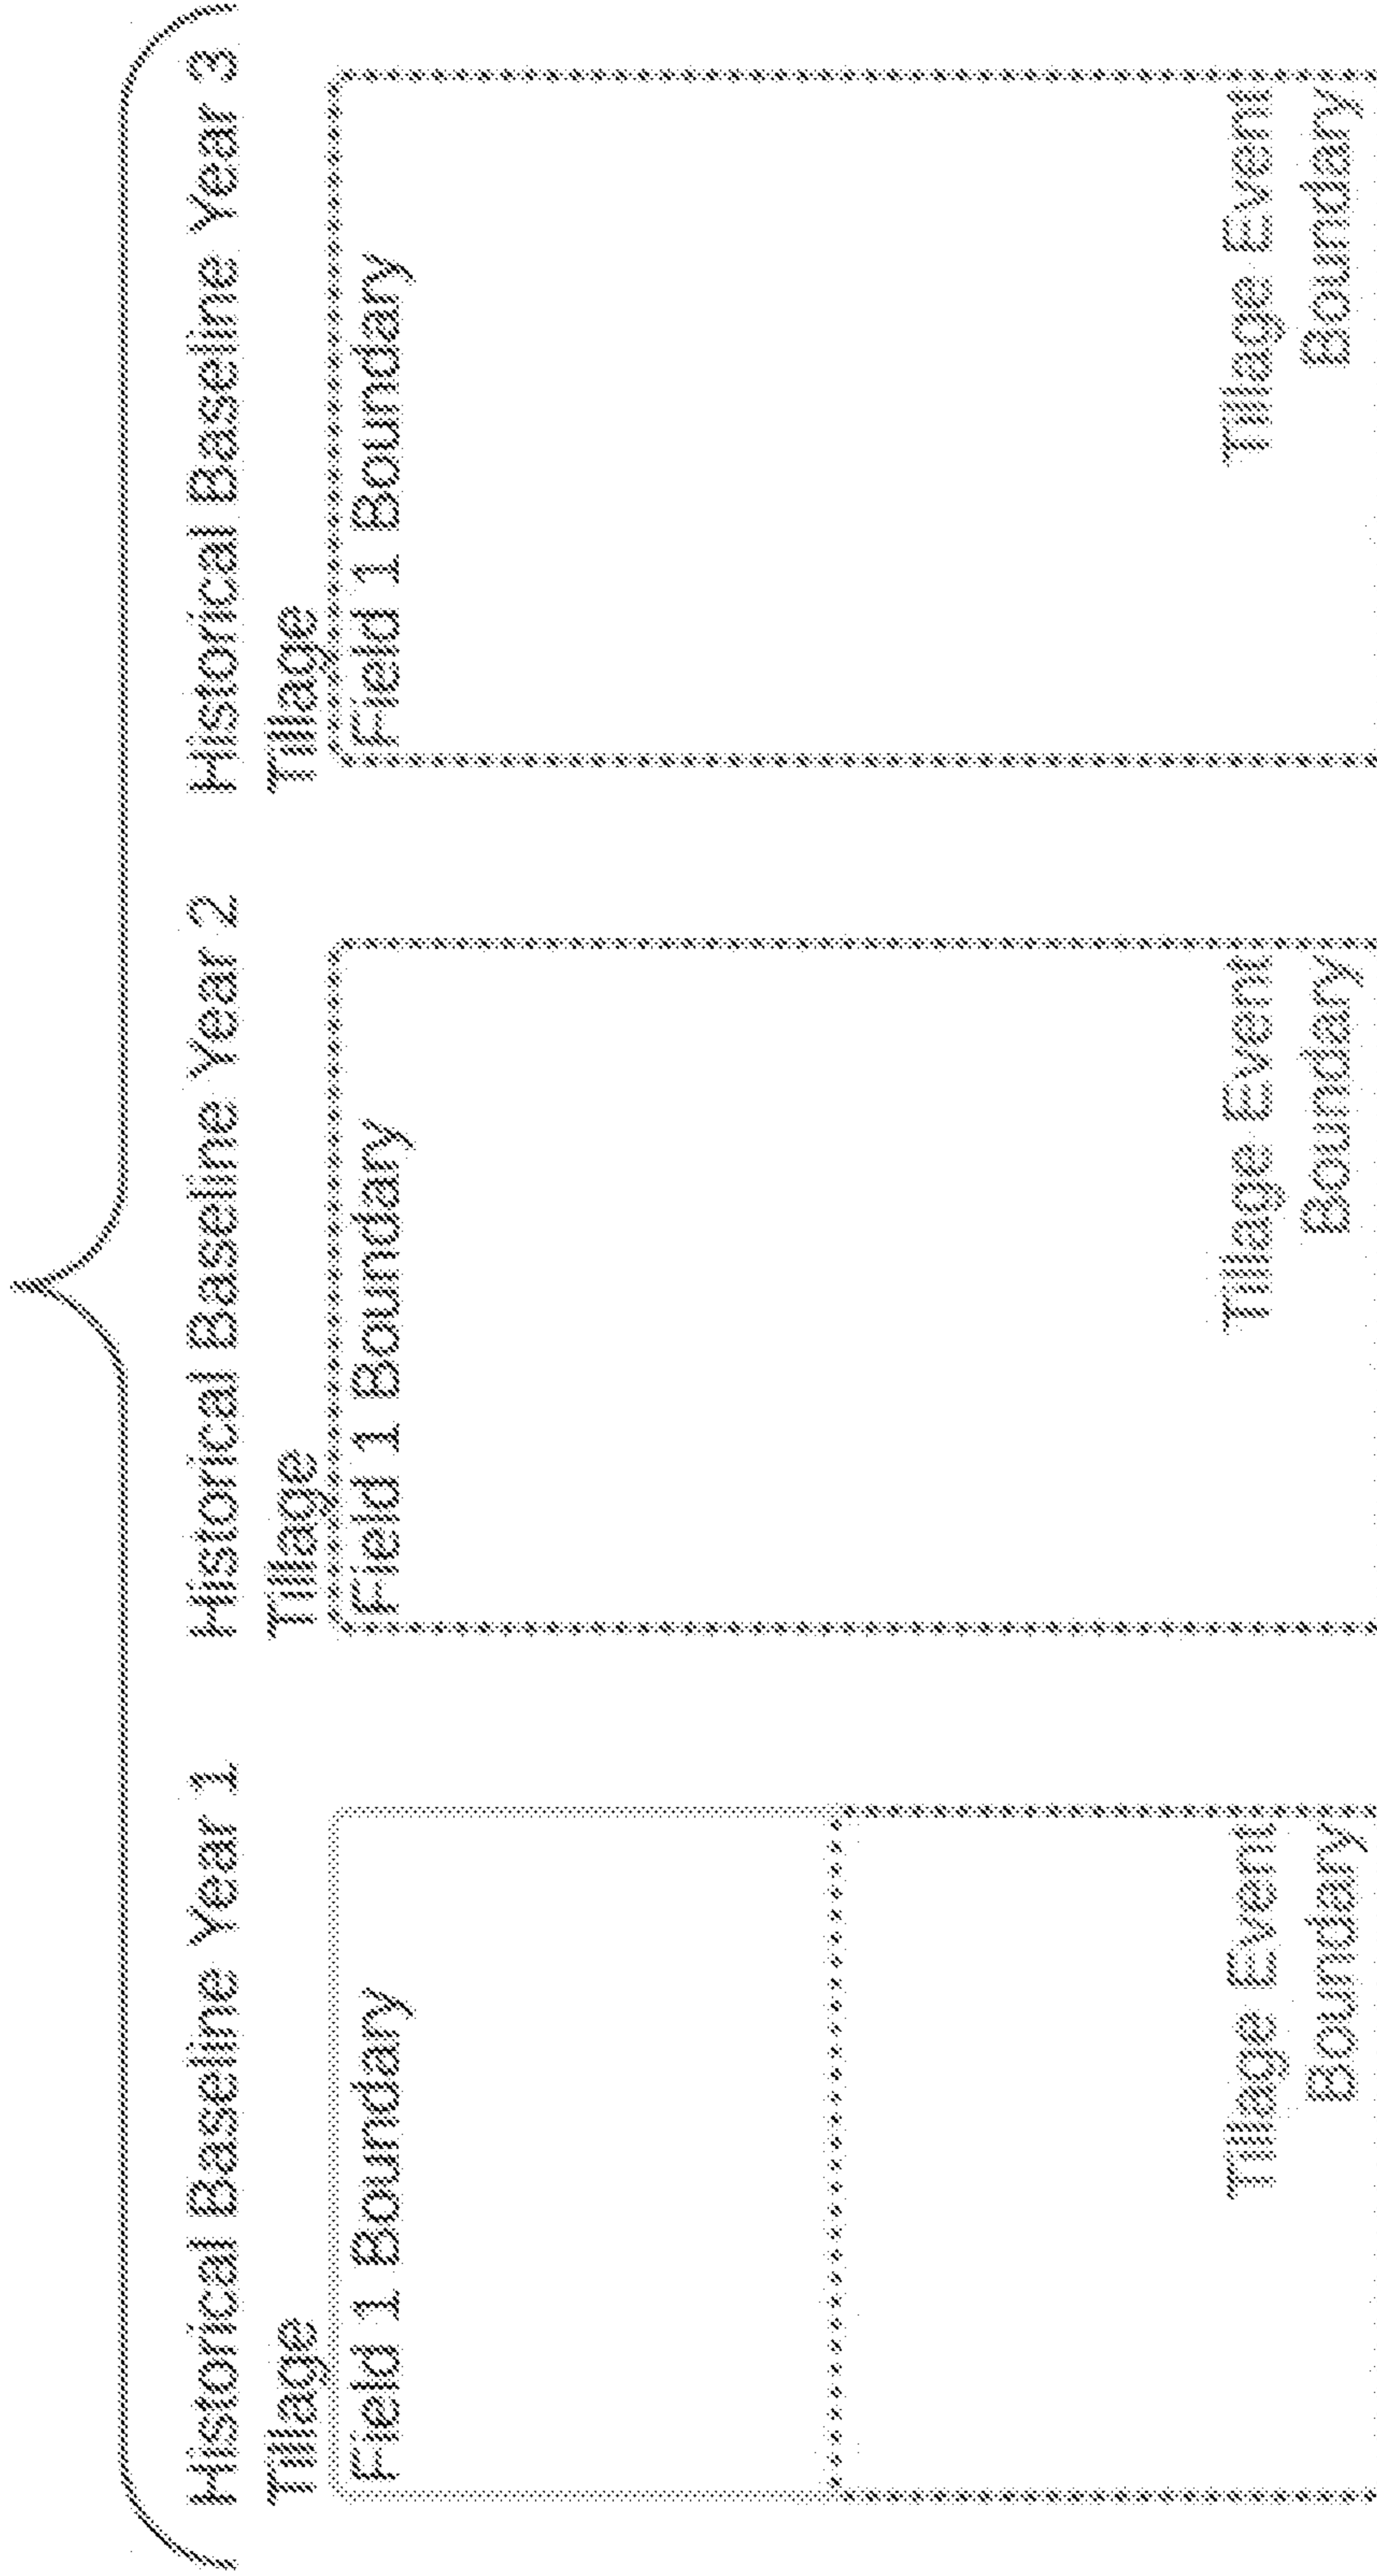 Historical Baseline Year 1
Tillage
Field 1 Boundary
Tillage Event
Boundary
Historical Baseline Year 2
Tillage
Field 1 Boundary
Tillage Event
Boundary
Historical Baseline Year 3
Tillage
Field 1 Boundary
Tillage Event
Boundary